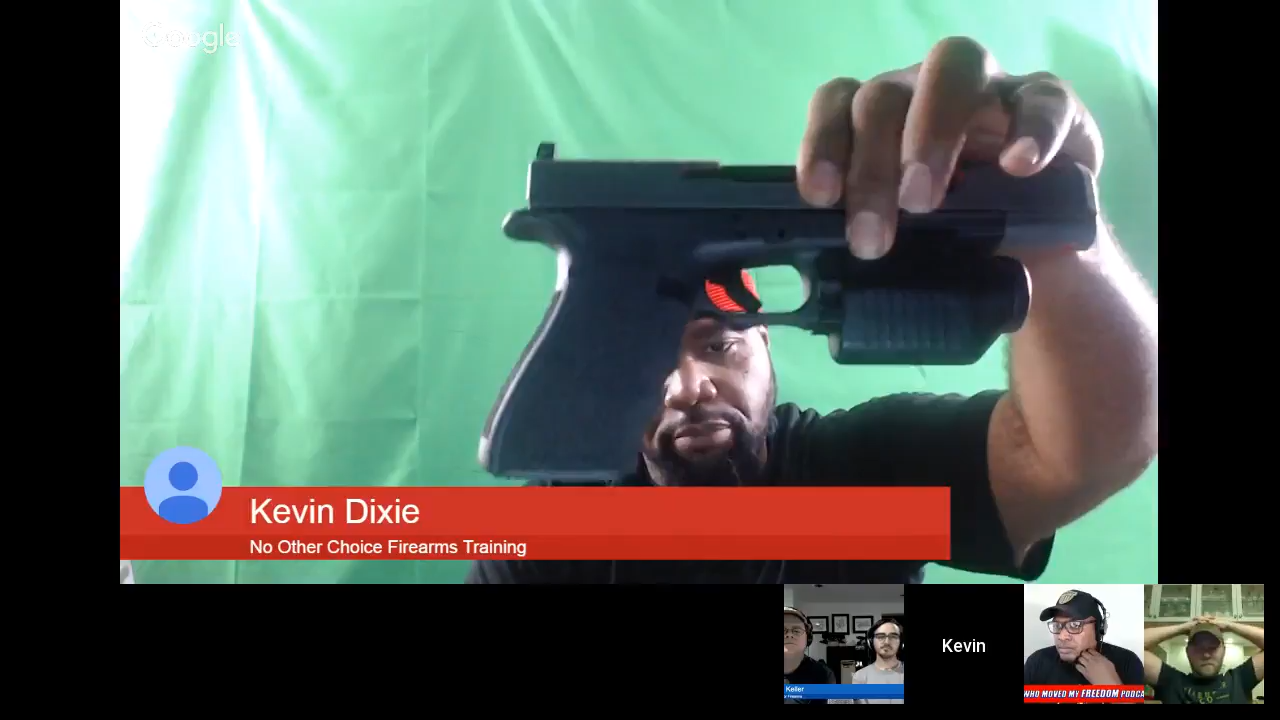 Google
Kevin Dixie
No Other Choice Firearms Training
Kevin
Keller
WHO MOVED MY FREEDOM PODCA